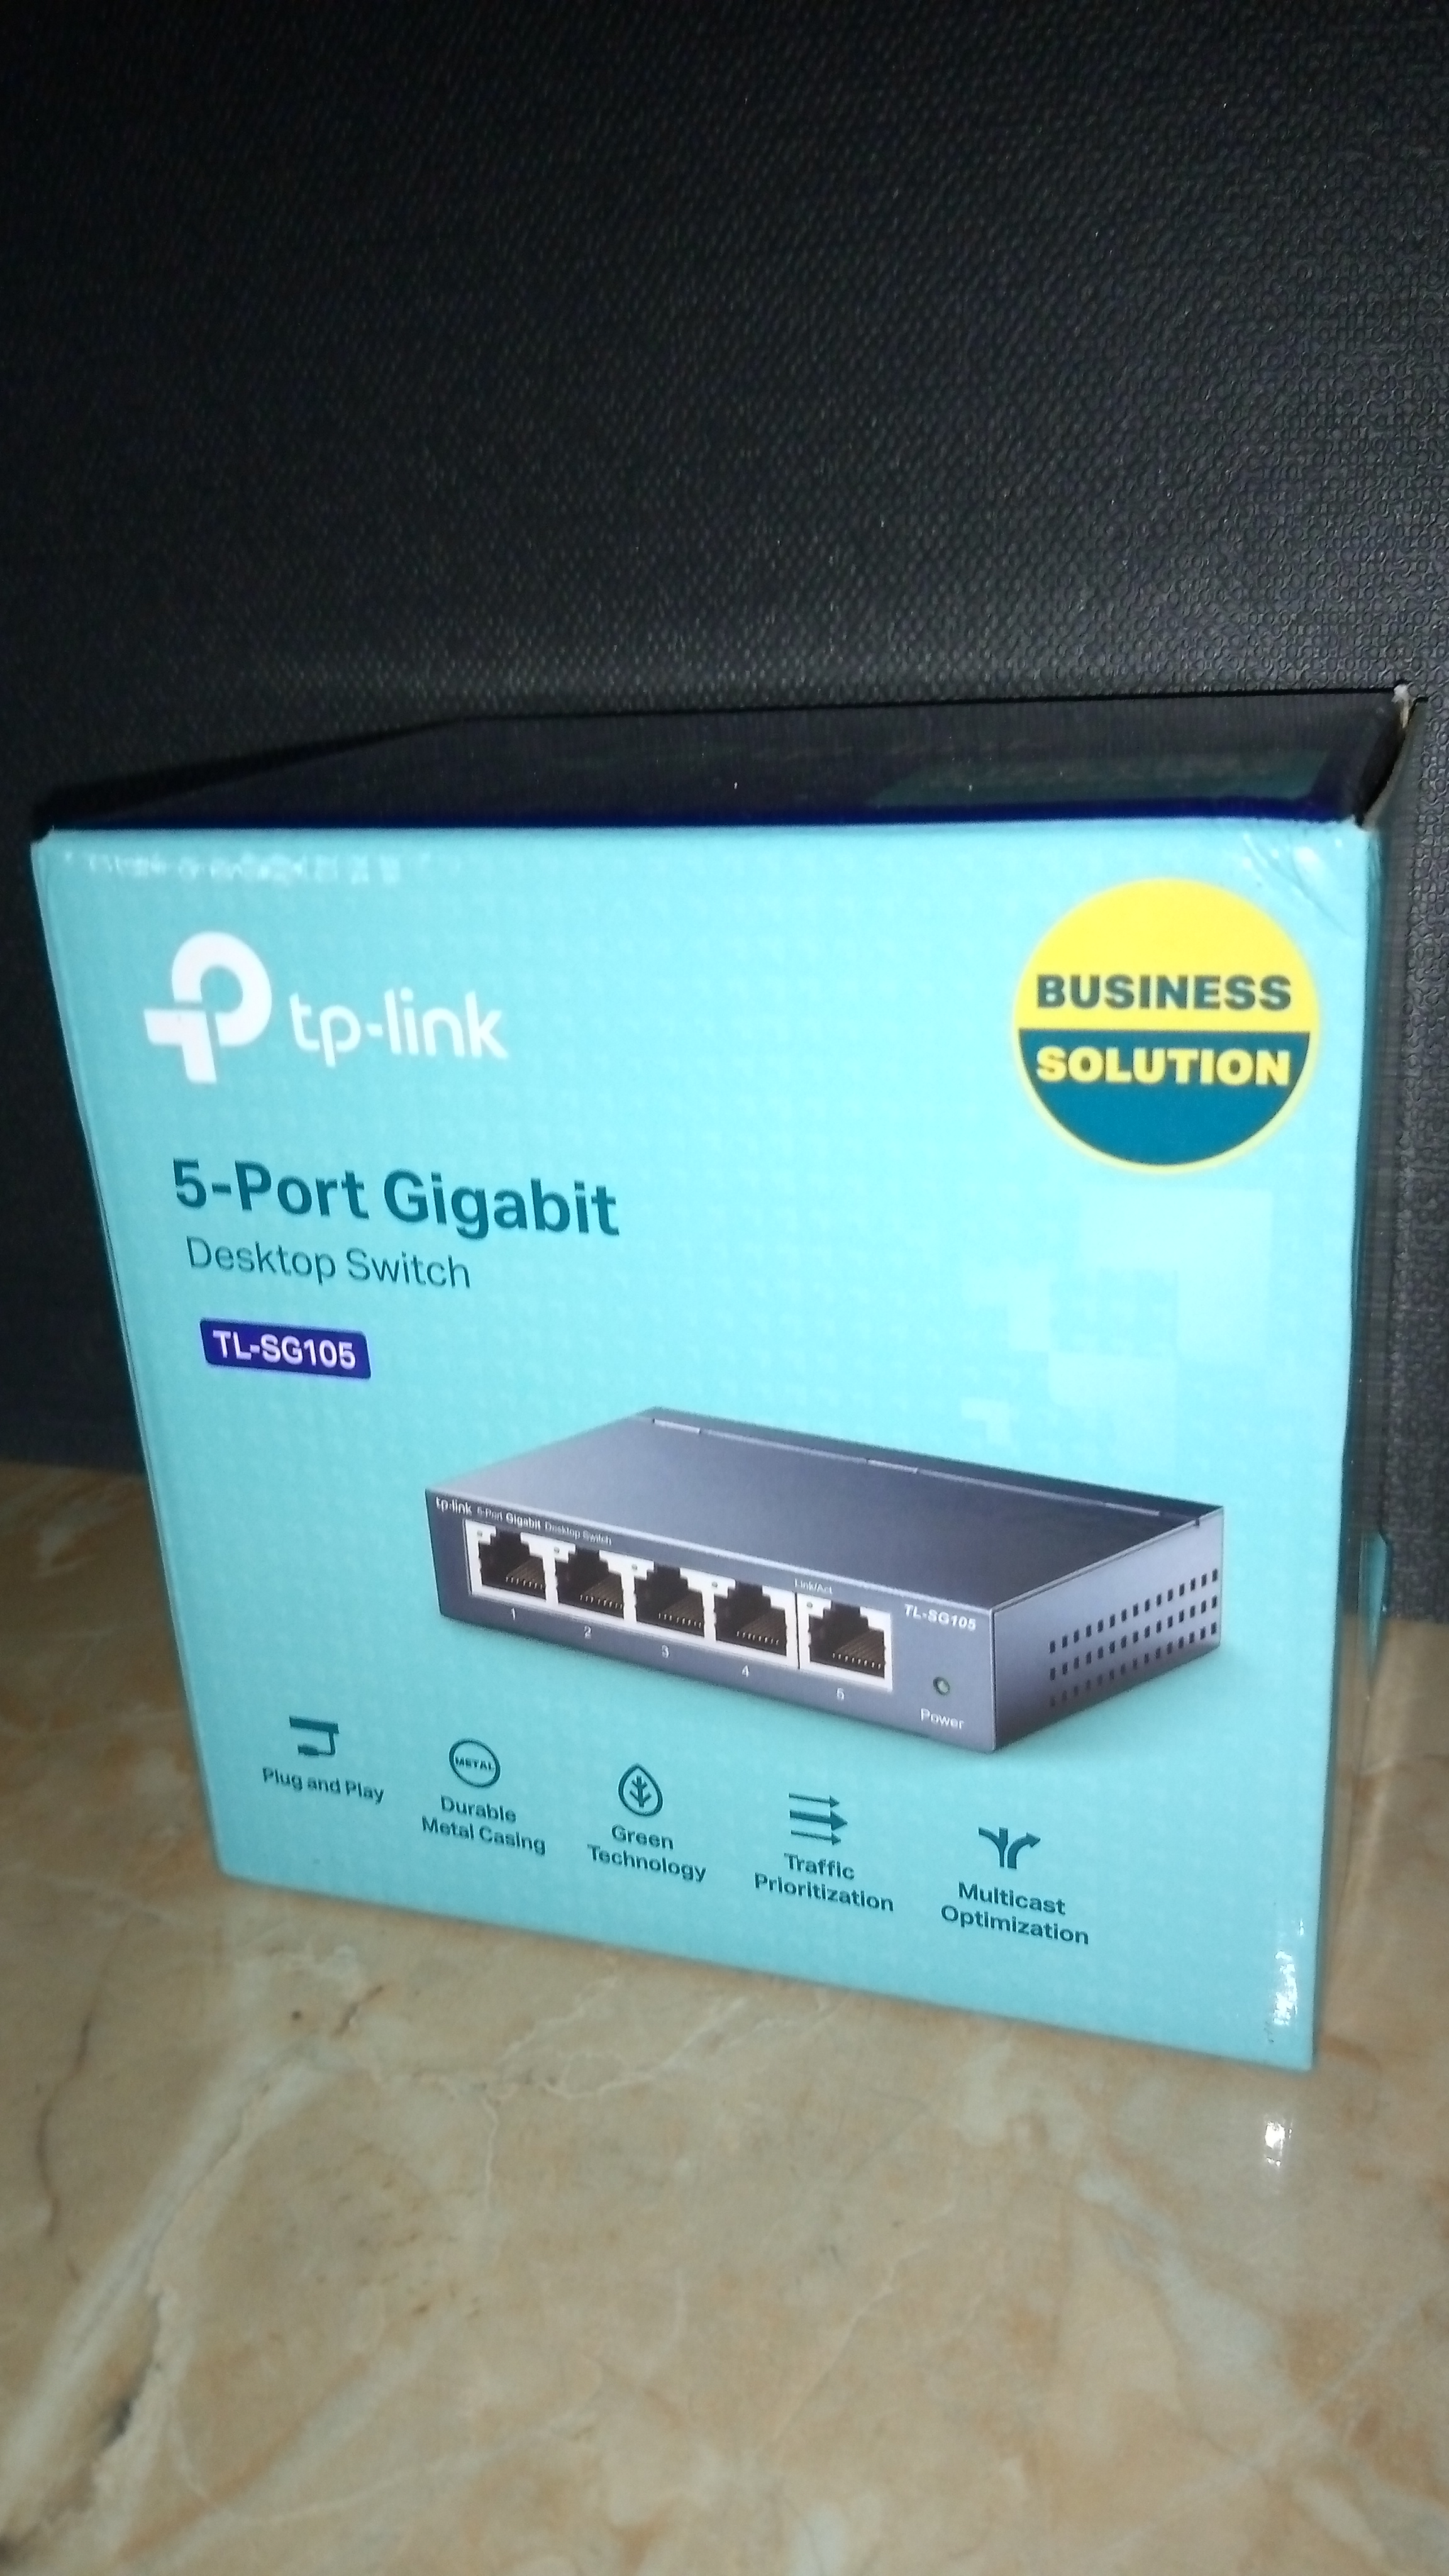 tp-link
BUSINESS
SOLUTION
5-Port Gigabit
Desktop Switch
TL-SG105
tp-link 5-Port Gigabit Desktop Switch
Link/Act
TL-SG105
1
2
3
4
5
Power
Plug and Play
METAL
Durable
Metal Casing
Green
Technology
Traffic
Prioritization
Multicast
Optimization